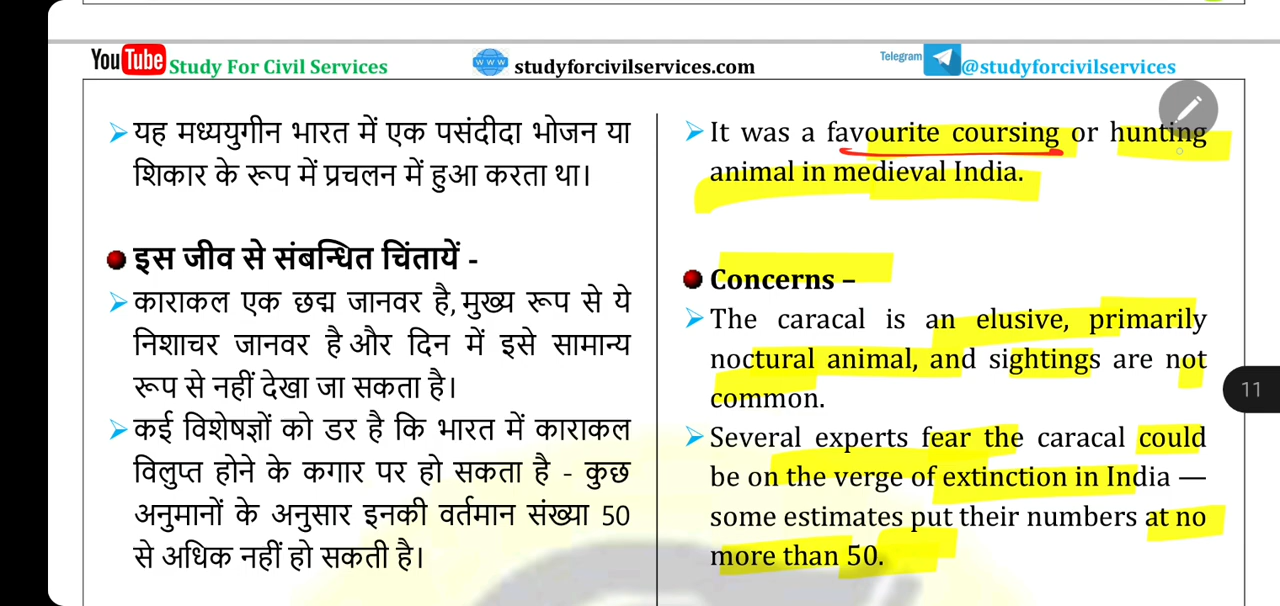 YouTube Study For Civil Services
www studyforcivilservices.com
Telegram @studyforcivilservices
यह मध्ययुगीन भारत में एक पसंदीदा भोजन या
शिकार के रूप में प्रचलन में हुआ करता था।
इस जीव से संबन्धित चिंतायें -
काराकल एक छद्म जानवर है, मुख्य रूप से ये
निशाचर जानवर है और दिन में इसे सामान्य
रूप से नहीं देखा जा सकता है।
कई विशेषज्ञों को डर है कि भारत में काराकल
विलुप्त होने के कगार पर हो सकता है - कुछ
अनुमानों के अनुसार इनकी वर्तमान संख्या 50
से अधिक नहीं हो सकती है।
It was a favourite coursing or hunting
animal in medieval India.
Concerns –
The caracal is an elusive, primarily
noctural animal, and sightings are not
common.
Several experts fear the caracal could
be on the verge of extinction in India —
some estimates put their numbers at no
more than 50.
11